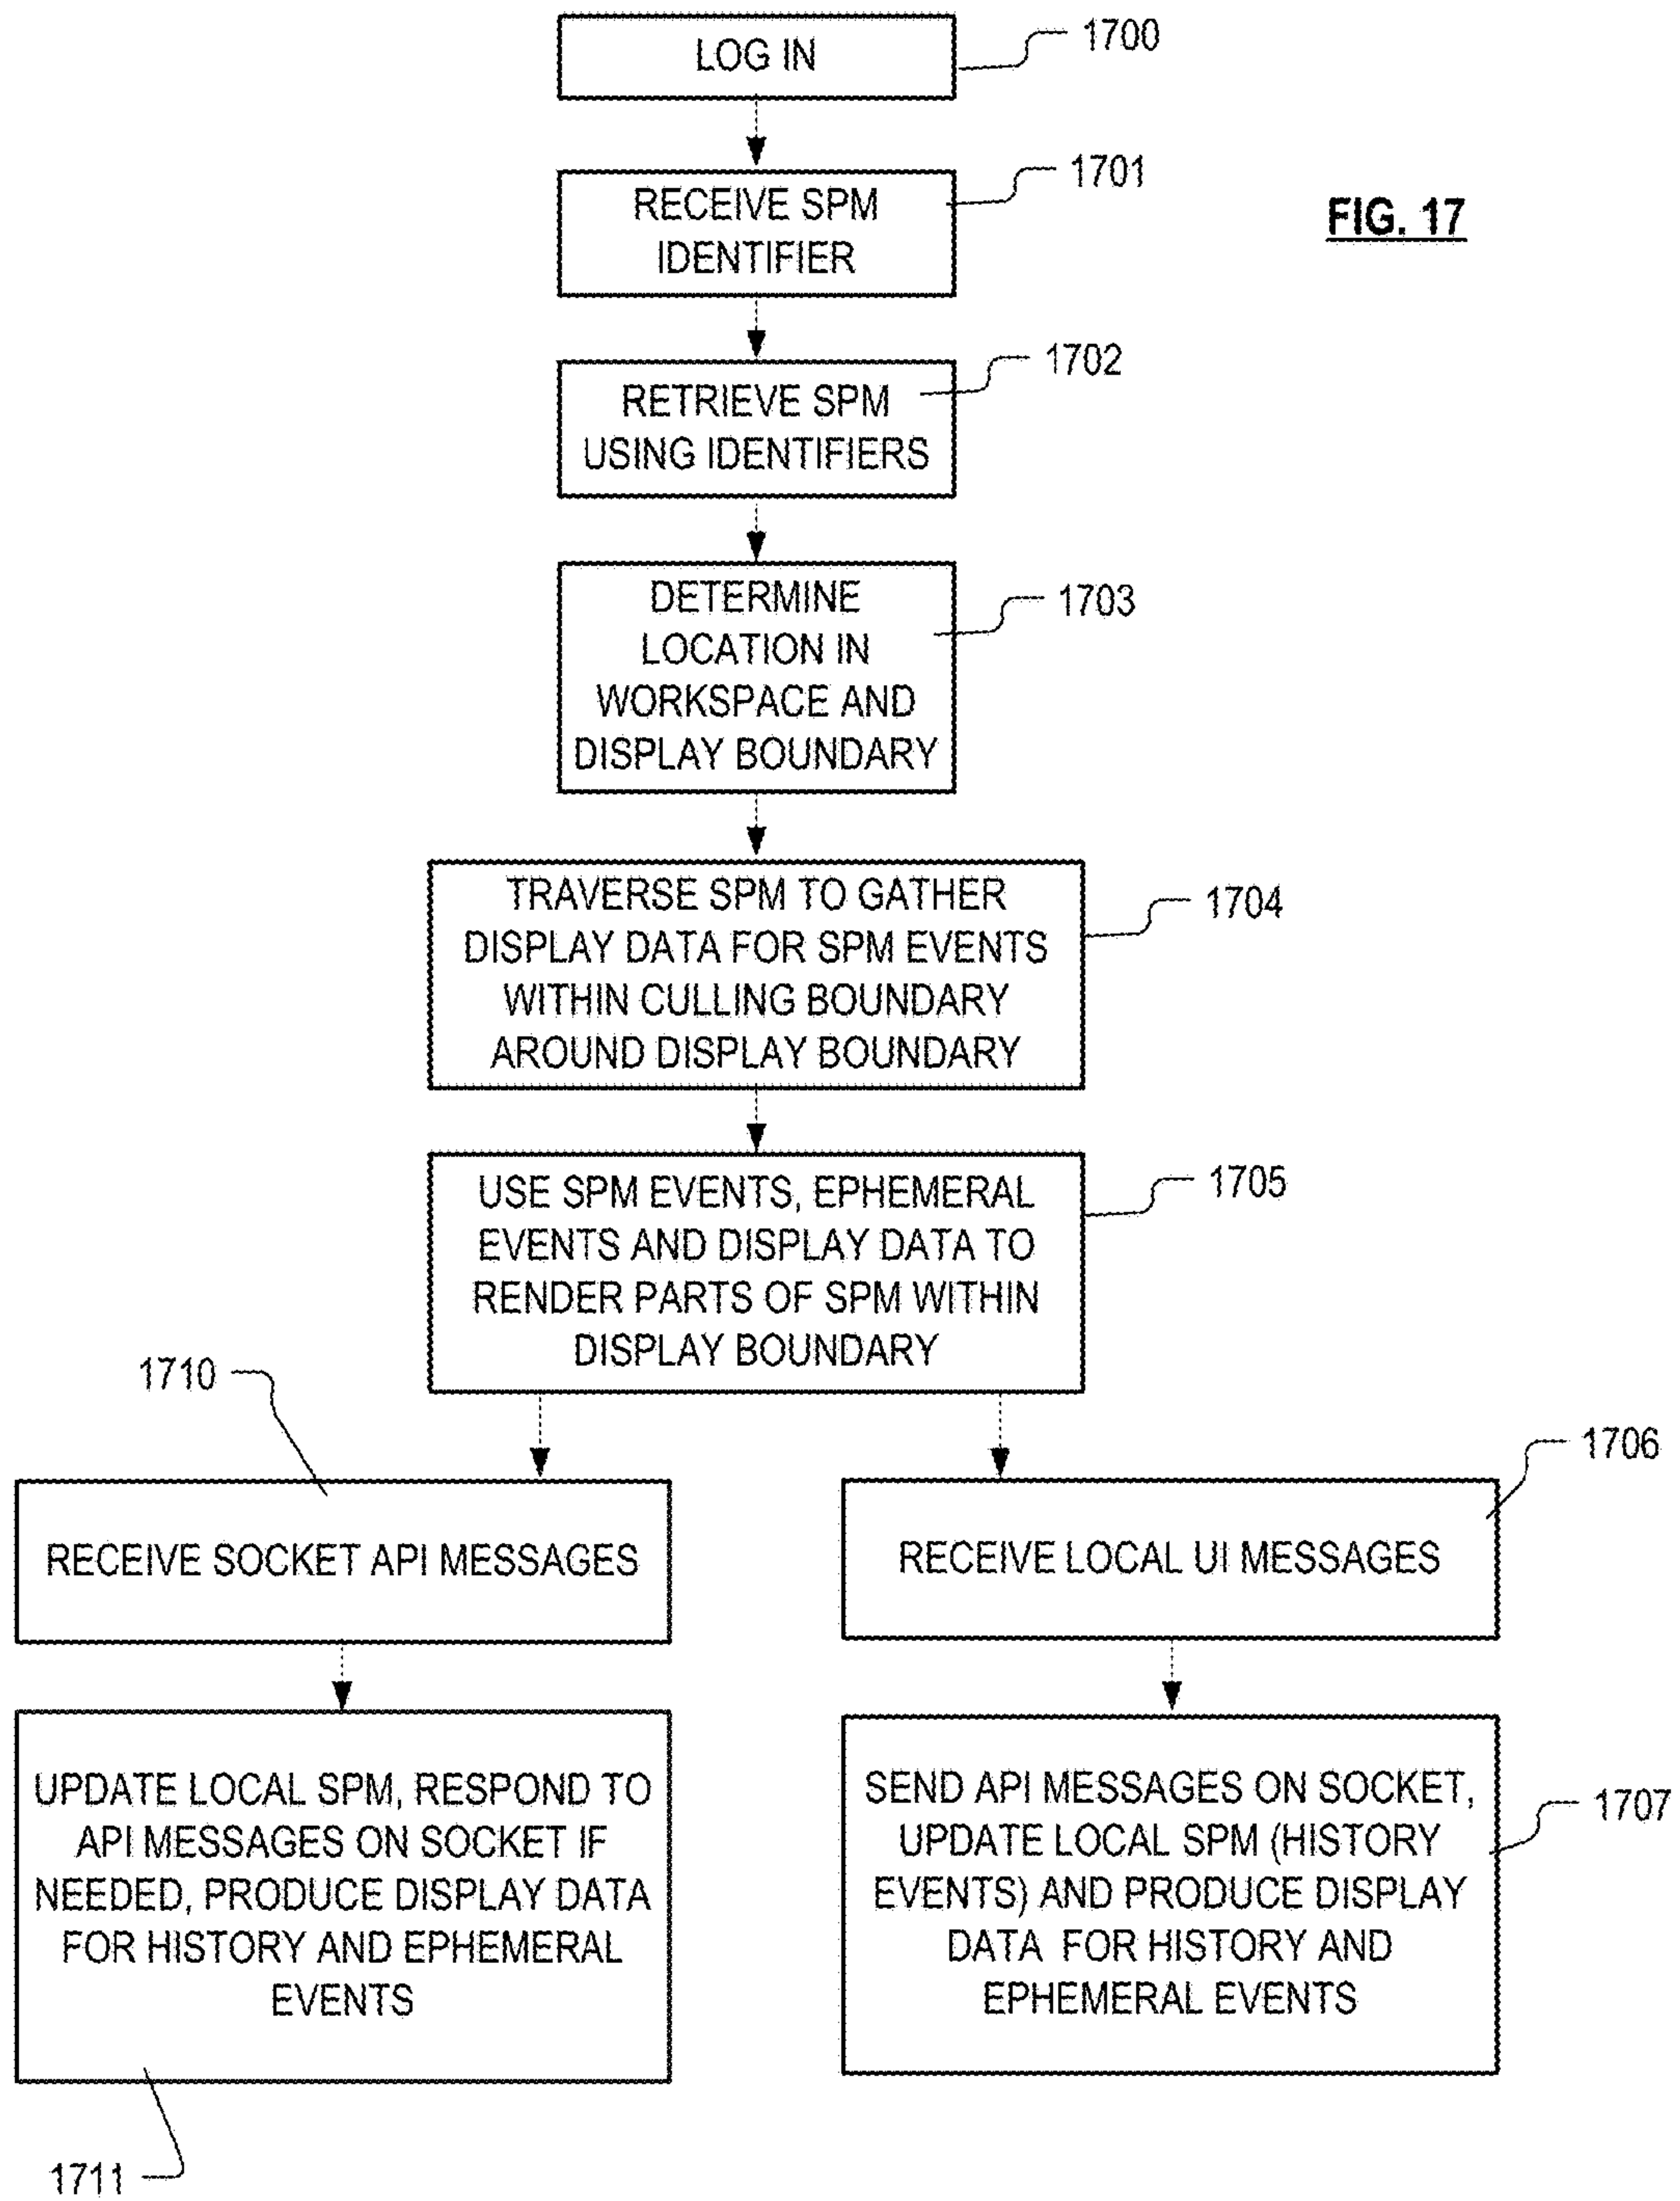 LOG IN
1700
RECEIVE SPM
IDENTIFIER
1701
FIG. 17
RETRIEVE SPM
USING IDENTIFIERS
1702
DETERMINE
LOCATION IN
WORKSPACE AND
DISPLAY BOUNDARY
1703
TRAVERSE SPM TO GATHER
DISPLAY DATA FOR SPM EVENTS
WITHIN CULLING BOUNDARY
AROUND DISPLAY BOUNDARY
1704
USE SPM EVENTS, EPHEMERAL
EVENTS AND DISPLAY DATA TO
RENDER PARTS OF SPM WITHIN
DISPLAY BOUNDARY
1705
1710
RECEIVE SOCKET API MESSAGES
1706
RECEIVE LOCAL UI MESSAGES
UPDATE LOCAL SPM, RESPOND TO
API MESSAGES ON SOCKET IF
NEEDED, PRODUCE DISPLAY DATA
FOR HISTORY AND EPHEMERAL
EVENTS
1711
SEND API MESSAGES ON SOCKET,
UPDATE LOCAL SPM (HISTORY
EVENTS) AND PRODUCE DISPLAY
DATA FOR HISTORY AND
EPHEMERAL EVENTS
1707